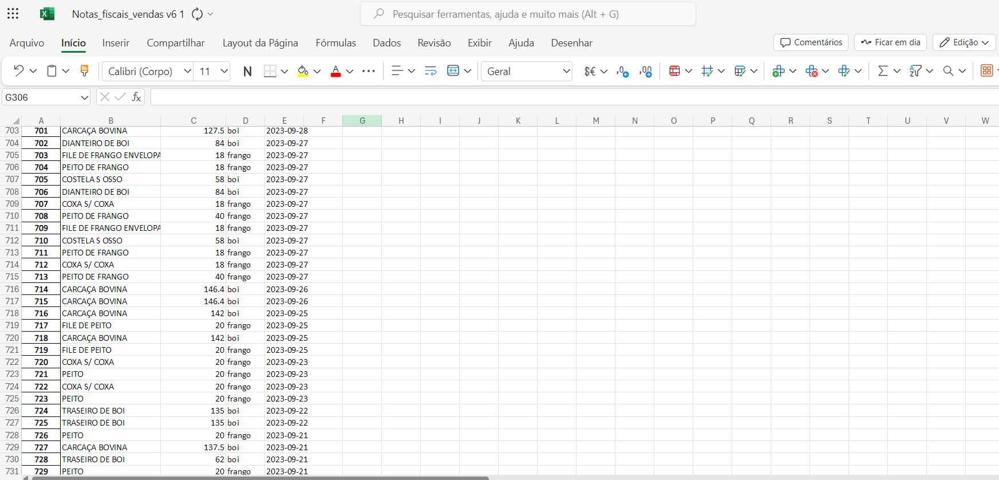 Notas_fiscais_vendas v6 1
Pesquisar ferramentas, ajuda e muito mais (Alt + G)
Arquivo Início Inserir Compartilhar Layout da Página Fórmulas Dados Revisão Exibir Ajuda Desenhar
Comentários Ficar em dia Edição
Calibri (Corpo) 11 N A Geral $€
G306 fx
A B C D E F G H I J K L M N O P Q R S T U V W
703 701 CARCAÇA BOVINA 127.5 boi 2023-09-28
704 702 DIANTEIRO DE BOI 84 boi 2023-09-27
705 703 FILE DE FRANGO ENVELOPA 18 frango 2023-09-27
706 704 PEITO DE FRANGO 18 frango 2023-09-27
707 705 COSTELA S OSSO 58 boi 2023-09-27
708 706 DIANTEIRO DE BOI 84 boi 2023-09-27
709 707 COXA S/ COXA 18 frango 2023-09-27
710 708 PEITO DE FRANGO 40 frango 2023-09-27
711 709 FILE DE FRANGO ENVELOPA 18 frango 2023-09-27
712 710 COSTELA S OSSO 58 boi 2023-09-27
713 711 PEITO DE FRANGO 18 frango 2023-09-27
714 712 COXA S/ COXA 18 frango 2023-09-27
715 713 PEITO DE FRANGO 40 frango 2023-09-27
716 714 CARCAÇA BOVINA 146.4 boi 2023-09-26
717 715 CARCAÇA BOVINA 146.4 boi 2023-09-26
718 716 CARCAÇA BOVINA 142 boi 2023-09-25
719 717 FILE DE PEITO 20 frango 2023-09-25
720 718 CARCAÇA BOVINA 142 boi 2023-09-25
721 719 FILE DE PEITO 20 frango 2023-09-25
722 720 COXA S/ COXA 20 frango 2023-09-23
723 721 PEITO 20 frango 2023-09-23
724 722 COXA S/ COXA 20 frango 2023-09-23
725 723 PEITO 20 frango 2023-09-23
726 724 TRASEIRO DE BOI 135 boi 2023-09-22
727 725 TRASEIRO DE BOI 135 boi 2023-09-22
728 726 PEITO 20 frango 2023-09-21
729 727 CARCAÇA BOVINA 137.5 boi 2023-09-21
730 728 TRASEIRO DE BOI 62 boi 2023-09-21
731 729 PEITO 20 frango 2023-09-21